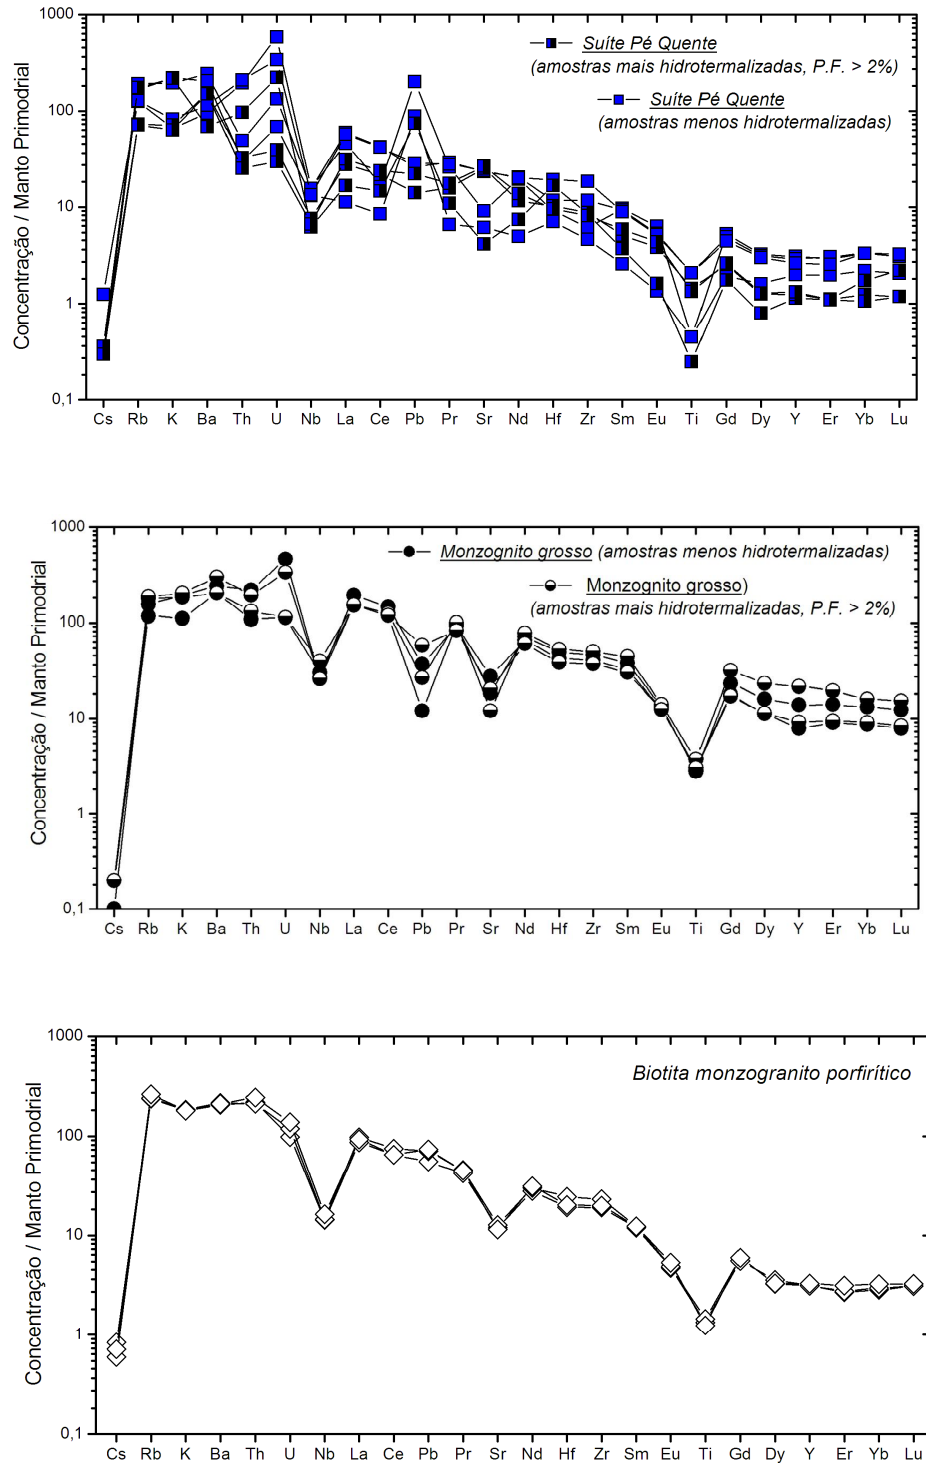 1000
100
10
1
0,1
Concentração / Manto Primodrial
Suíte Pé Quente
(amostras mais hidrotermalizadas, P.F. > 2%)
Suíte Pé Quente
(amostras menos hidrotermalizadas)
Cs Rb K Ba Th U Nb La Ce Pb Pr Sr Nd Hf Zr Sm Eu Ti Gd Dy Y Er Yb Lu
1000
100
10
1
0,1
Concentração / Manto Primodrial
Monzognito grosso (amostras menos hidrotermalizadas)
Monzognito grosso)
(amostras mais hidrotermalizadas, P.F. > 2%)
Cs Rb K Ba Th U Nb La Ce Pb Pr Sr Nd Hf Zr Sm Eu Ti Gd Dy Y Er Yb Lu
1000
100
10
1
0,1
Concentração / Manto Primodrial
Biotita monzogranito porfirítico
Cs Rb K Ba Th U Nb La Ce Pb Pr Sr Nd Hf Zr Sm Eu Ti Gd Dy Y Er Yb Lu